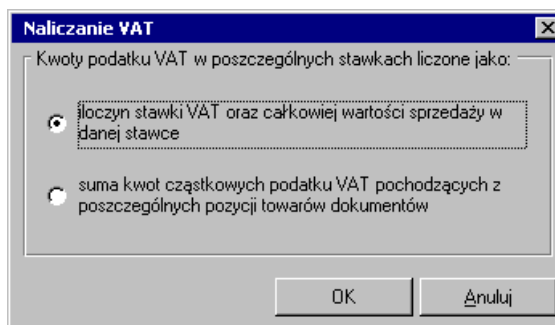 Naliczanie VAT
Kwoty podatku VAT w poszczególnych stawkach liczone jako:
iloczyn stawki VAT oraz całkowiej wartości sprzedaży w
danej stawce
suma kwot cząstkowych podatku VAT pochodzących z
poszczególnych pozycji towarów dokumentów
OK
Anuluj